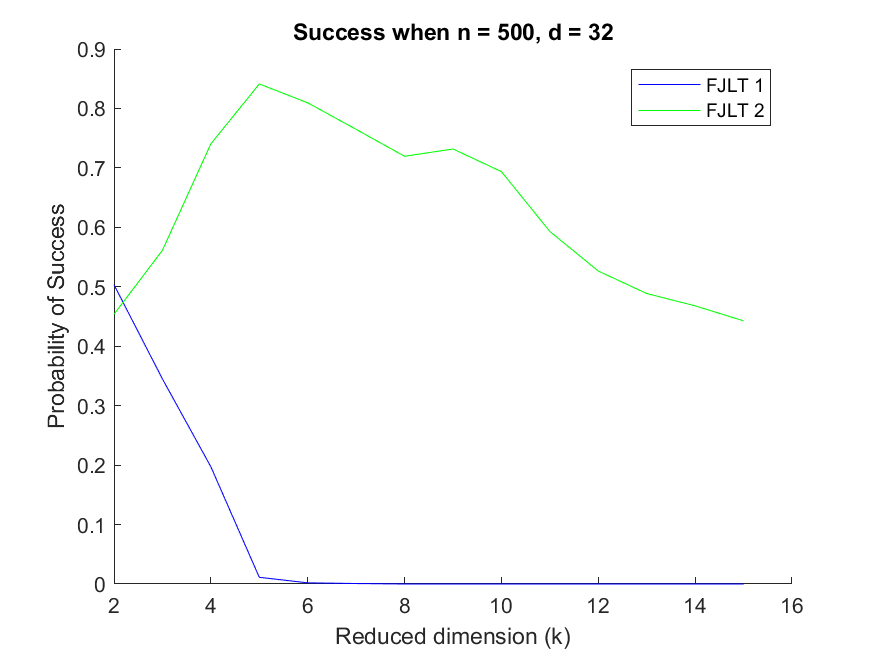 Success when n = 500, d = 32
FJLT 1
FJLT 2
Probability of Success
0.9
0.8
0.7
0.6
0.5
0.4
0.3
0.2
0.1
0
2 4 6 8 10 12 14 16
Reduced dimension (k)